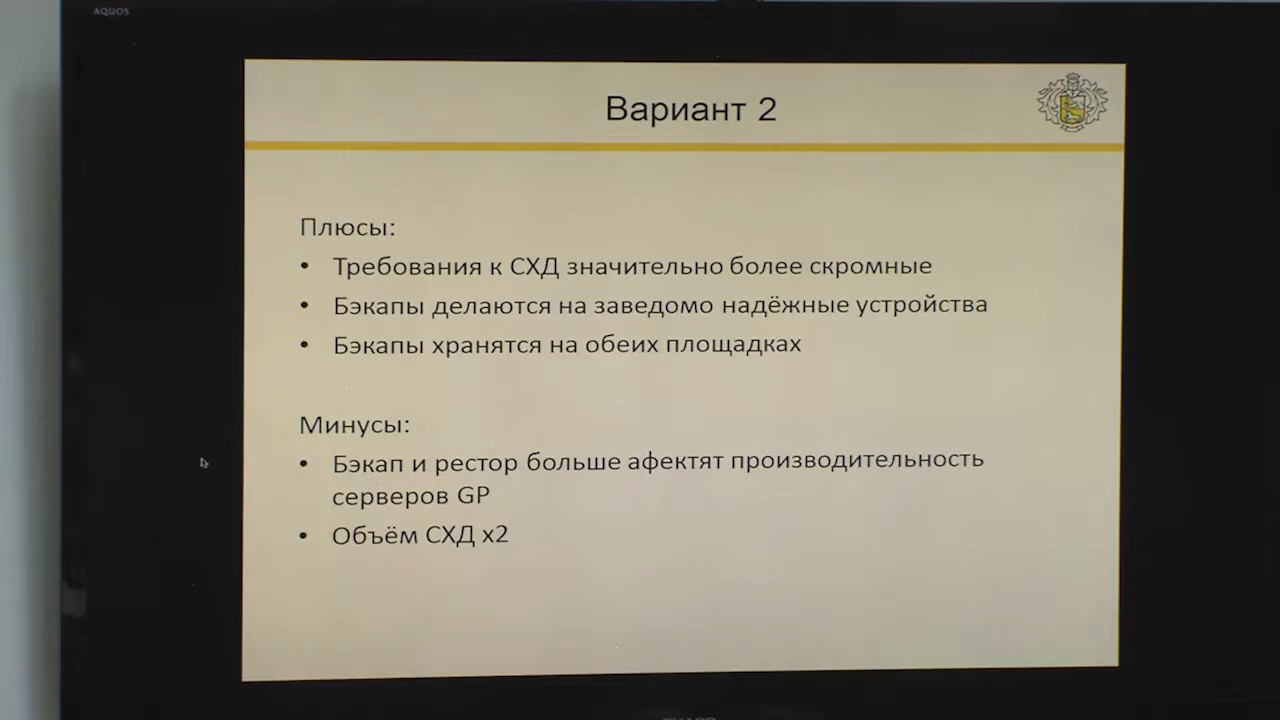 AQUOS
Вариант 2
Плюсы:
• Требования к СХД значительно более скромные
• Бэкапы делаются на заведомо надёжные устройства
• Бэкапы хранятся на обеих площадках
Минусы:
• Бэкап и рестор больше афектят производительность
серверов GP
• Объём СХД x2